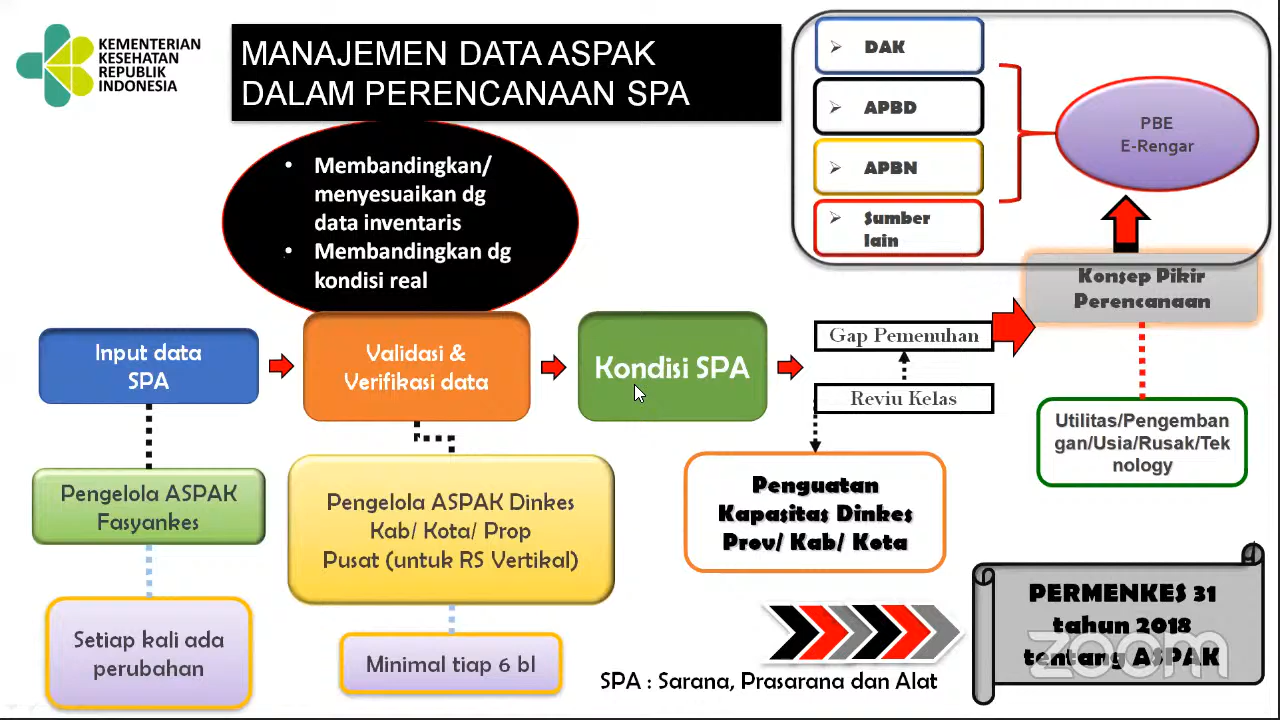 KEMENTERIAN
KESEHATAN
REPUBLIK
INDONESIA
MANAJEMEN DATA ASPAK
DALAM PERENCANAAN SPA
• Membandingkan/
menyesuaikan dg
data inventaris
• Membandingkan dg
kondisi real
DAK
APBD
APBN
Sumber
lain
PBE
E-Rengar
Konsep Pikir
Perencanaan
Input data
SPA
Validasi &
Verifikasi data
Kondisi SPA
Gap Pemenuhan
Reviu Kelas
Utilitas/Pengemban
gan/Usia/Rusak/Tek
nology
Pengelola ASPAK
Fasyankes
Pengelola ASPAK Dinkes
Kab/ Kota/ Prop
Pusat (untuk RS Vertikal)
Penguatan
Kapasitas Dinkes
Prov/ Kab/ Kota
Setiap kali ada
perubahan
Minimal tiap 6 bl
SPA : Sarana, Prasarana dan Alat
PERMENKES 31
tahun 2018
tentang ASPAK
zoom